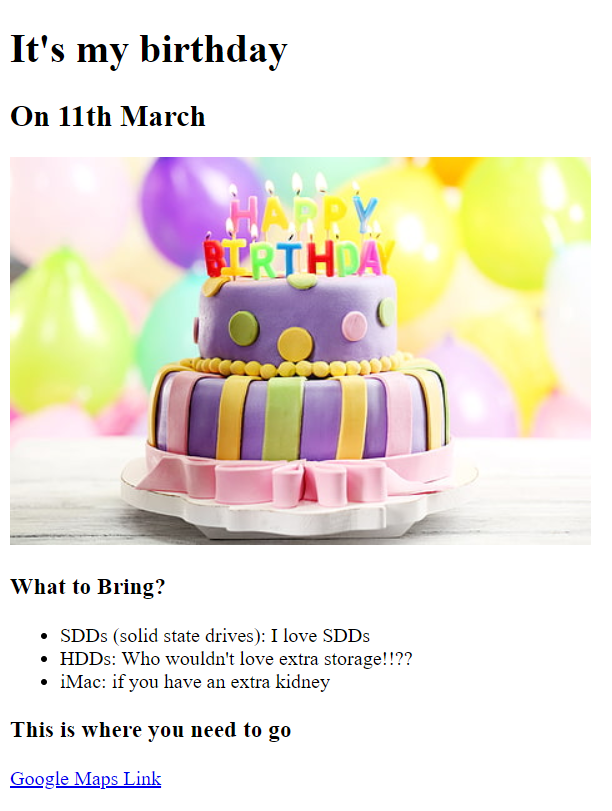 It's my birthday
On 11th March
HAPPY
BIRTHDAY
What to Bring?
SDDs (solid state drives): I love SDDs
HDDs: Who wouldn't love extra storage!!??
iMac: if you have an extra kidney
This is where you need to go
Google Maps Link